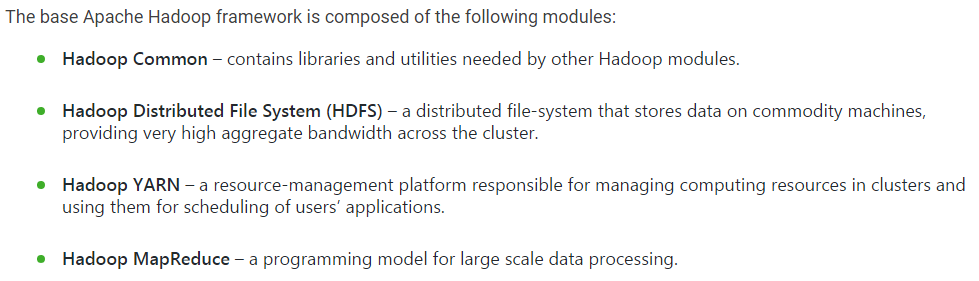 The base Apache Hadoop framework is composed of the following modules:
Hadoop Common – contains libraries and utilities needed by other Hadoop modules.
Hadoop Distributed File System (HDFS) – a distributed file-system that stores data on commodity machines,
providing very high aggregate bandwidth across the cluster.
Hadoop YARN – a resource-management platform responsible for managing computing resources in clusters and
using them for scheduling of users’ applications.
Hadoop MapReduce – a programming model for large scale data processing.